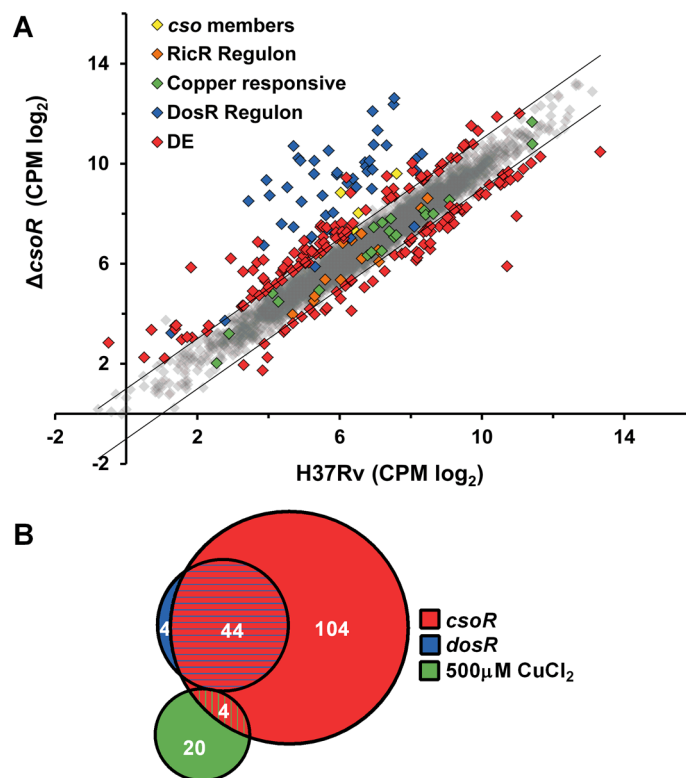 A
cso members
RicR Regulon
Copper responsive
DosR Regulon
DE
14
10
6
2
-2
ΔcsoR (CPM log2)
-2 2 6 10 14
H37Rv (CPM log2)
B
4 44 104
4
20
csoR
dosR
500μM CuCl2